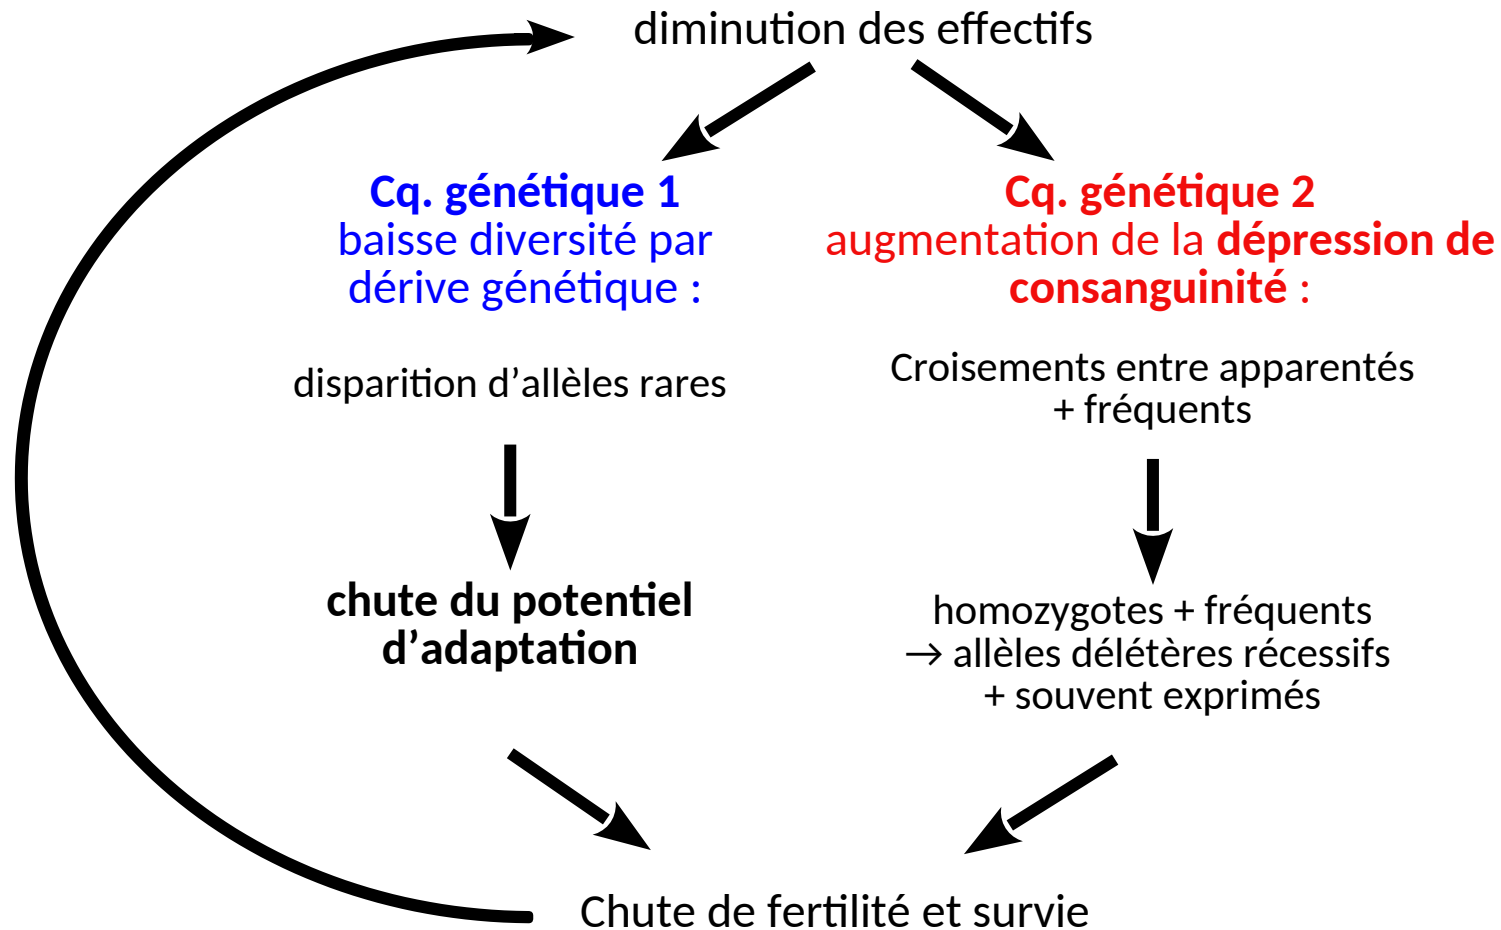 diminution des effectifs
Cq. génétique 1
baisse diversité par
dérive génétique :
disparition d’allèles rares
chute du potentiel
d’adaptation
Cq. génétique 2
augmentation de la dépression de
consanguinité :
Croisements entre apparentés
+ fréquents
homozygotes + fréquents
→ allèles délétères récessifs
+ souvent exprimés
Chute de fertilité et survie